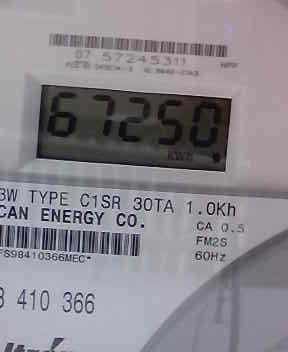 07 57245311
67250
KWH
3W TYPE C1SR 30TA 1.0Kh
CAN ENERGY CO.
CA 0.5
FM2S
60Hz
FS98410366MEC*
3 410 366